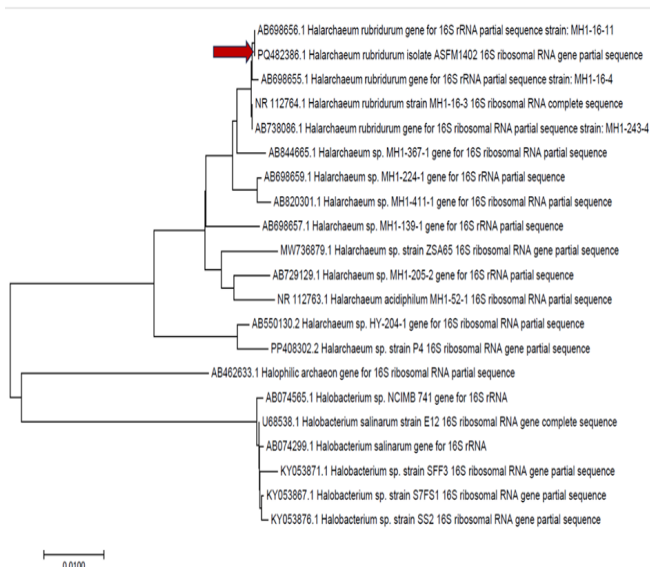 AB698656.1 Halarchaeum rubridurum gene for 16S rRNA partial sequence strain: MH1-16-11
PQ482386.1 Halarchaeum rubridurum isolate ASFM1402 16S ribosomal RNA gene partial sequence
AB698655.1 Halarchaeum rubridurum gene for 16S rRNA partial sequence strain: MH1-16-4
NR 112764.1 Halarchaeum rubridurum strain MH1-16-3 16S ribosomal RNA complete sequence
AB738086.1 Halarchaeum rubridurum gene for 16S ribosomal RNA partial sequence strain: MH1-243-4
AB844665.1 Halarchaeum sp. MH1-367-1 gene for 16S ribosomal RNA partial sequence
AB698659.1 Halarchaeum sp. MH1-224-1 gene for 16S rRNA partial sequence
AB820301.1 Halarchaeum sp. MH1-411-1 gene for 16S ribosomal RNA partial sequence
AB698657.1 Halarchaeum sp. MH1-139-1 gene for 16S rRNA partial sequence
MW736879.1 Halarchaeum sp. strain ZSA65 16S ribosomal RNA gene partial sequence
AB729129.1 Halarchaeum sp. MH1-205-2 gene for 16S rRNA partial sequence
NR 112763.1 Halarchaeum acidiphilum MH1-52-1 16S ribosomal RNA partial sequence
AB550130.2 Halarchaeum sp. HY-204-1 gene for 16S ribosomal RNA partial sequence
PP408302.2 Halarchaeum sp. strain P4 16S ribosomal RNA gene partial sequence
AB462633.1 Halophilic archaeon gene for 16S ribosomal RNA partial sequence
AB074565.1 Halobacterium sp. NCIMB 741 gene for 16S rRNA
U68538.1 Halobacterium salinarum strain E12 16S ribosomal RNA gene complete sequence
AB074299.1 Halobacterium salinarum gene for 16S rRNA
KY053871.1 Halobacterium sp. strain SFF3 16S ribosomal RNA gene partial sequence
KY053867.1 Halobacterium sp. strain S7FS1 16S ribosomal RNA gene partial sequence
KY053876.1 Halobacterium sp. strain SS2 16S ribosomal RNA gene partial sequence
0.0100